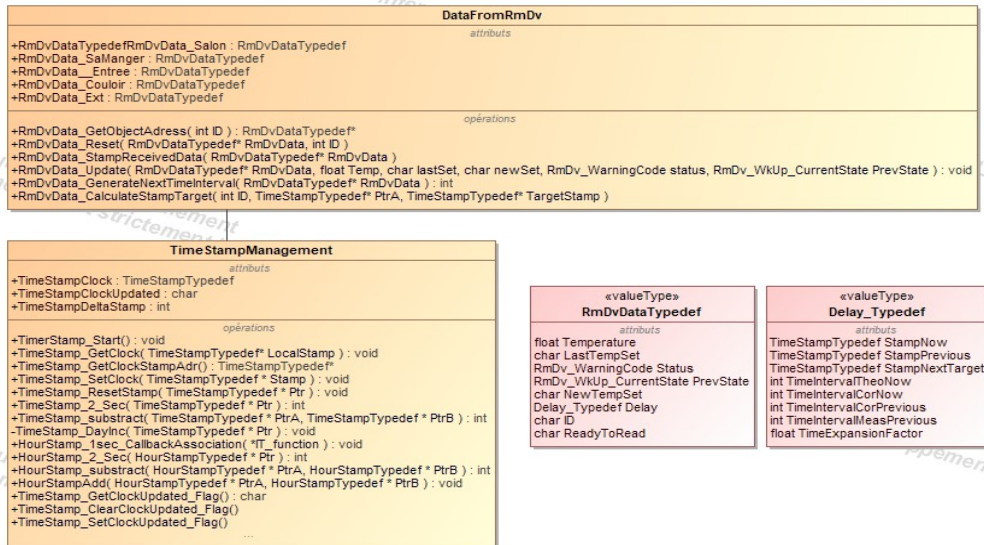 DataFromRmDv
attributs
+RmDvDataTypedefRmDvData_Salon : RmDvDataTypedef
+RmDvData_SaManger : RmDvDataTypedef
+RmDvData__Entree : RmDvDataTypedef
+RmDvData_Couloir : RmDvDataTypedef
+RmDvData_Ext : RmDvDataTypedef
opérations
+RmDvData_GetObjectAdress( int ID ) : RmDvDataTypedef*
+RmDvData_Reset( RmDvDataTypedef* RmDvData, int ID )
+RmDvData_StampReceivedData( RmDvDataTypedef* RmDvData )
+RmDvData_Update( RmDvDataTypedef* RmDvData, float Temp, char lastSet, char newSet, RmDv_WarningCode status, RmDv_WkUp_CurrentState PrevState ) : void
+RmDvData_GenerateNextTimeInterval( RmDvDataTypedef* RmDvData ) : int
+RmDvData_CalculateStampTarget( int ID, TimeStampTypedef* PtrA, TimeStampTypedef* TargetStamp )
strictement
TimeStampManagement
attributs
+TimeStampClock : TimeStampTypedef
+TimeStampClockUpdated : char
+TimeStampDeltaStamp : int
opérations
+TimerStamp_Start() : void
+TimeStamp_GetClock( TimeStampTypedef* LocalStamp ) : void
+TimeStamp_GetClockStampAdr() : TimeStampTypedef*
+TimeStamp_SetClock( TimeStampTypedef * Stamp ) : void
+TimeStamp_ResetStamp( TimeStampTypedef * Ptr ) : void
+TimeStamp_2_Sec( TimeStampTypedef * Ptr ) : int
+TimeStamp_substract( TimeStampTypedef * PtrA, TimeStampTypedef * PtrB ) : int
-TimeStamp_DayInc( TimeStampTypedef * Ptr ) : void
+HourStamp_1sec_CallbackAssociation( *IT_function ) : void
+HourStamp_2_Sec( HourStampTypedef * Ptr ) : int
+HourStamp_substract( HourStampTypedef * PtrA, HourStampTypedef * PtrB ) : int
+HourStampAdd( HourStampTypedef * PtrA, HourStampTypedef * PtrB ) : void
+TimeStamp_GetClockUpdated_Flag() : char
+TimeStamp_ClearClockUpdated_Flag()
+TimeStamp_SetClockUpdated_Flag()
...
«valueType»
RmDvDataTypedef
attributs
float Temperature
char LastTempSet
RmDv_WarningCode Status
RmDv_WkUp_CurrentState PrevState
char NewTempSet
Delay_Typedef Delay
char ID
char ReadyToRead
«valueType»
Delay_Typedef
attributs
TimeStampTypedef StampNow
TimeStampTypedef StampPrevious
TimeStampTypedef StampNextTarget
int TimeIntervalTheoNow
int TimeIntervalCorNow
int TimeIntervalCorPrevious
int TimeIntervalMeasPrevious
float TimeExpansionFactor